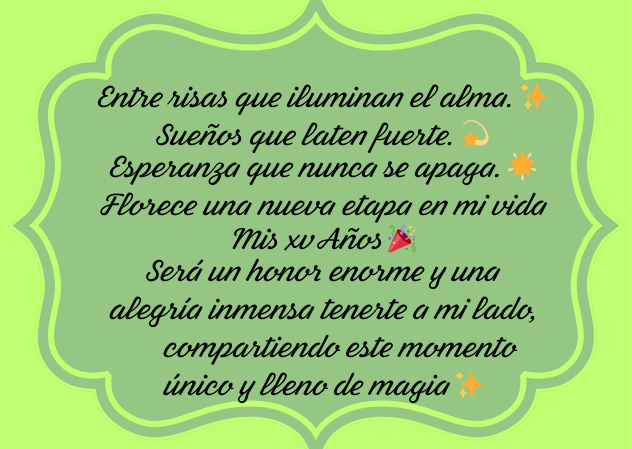 Entre risas que iluminan el alma. ✨
Sueños que laten fuerte. 💫
Esperanza que nunca se apaga. 🌟
Florece una nueva etapa en mi vida
Mis xv Años 🎉
Será un honor enorme y una
alegría inmensa tenerte a mi lado,
compartiendo este momento
único y lleno de magia ✨